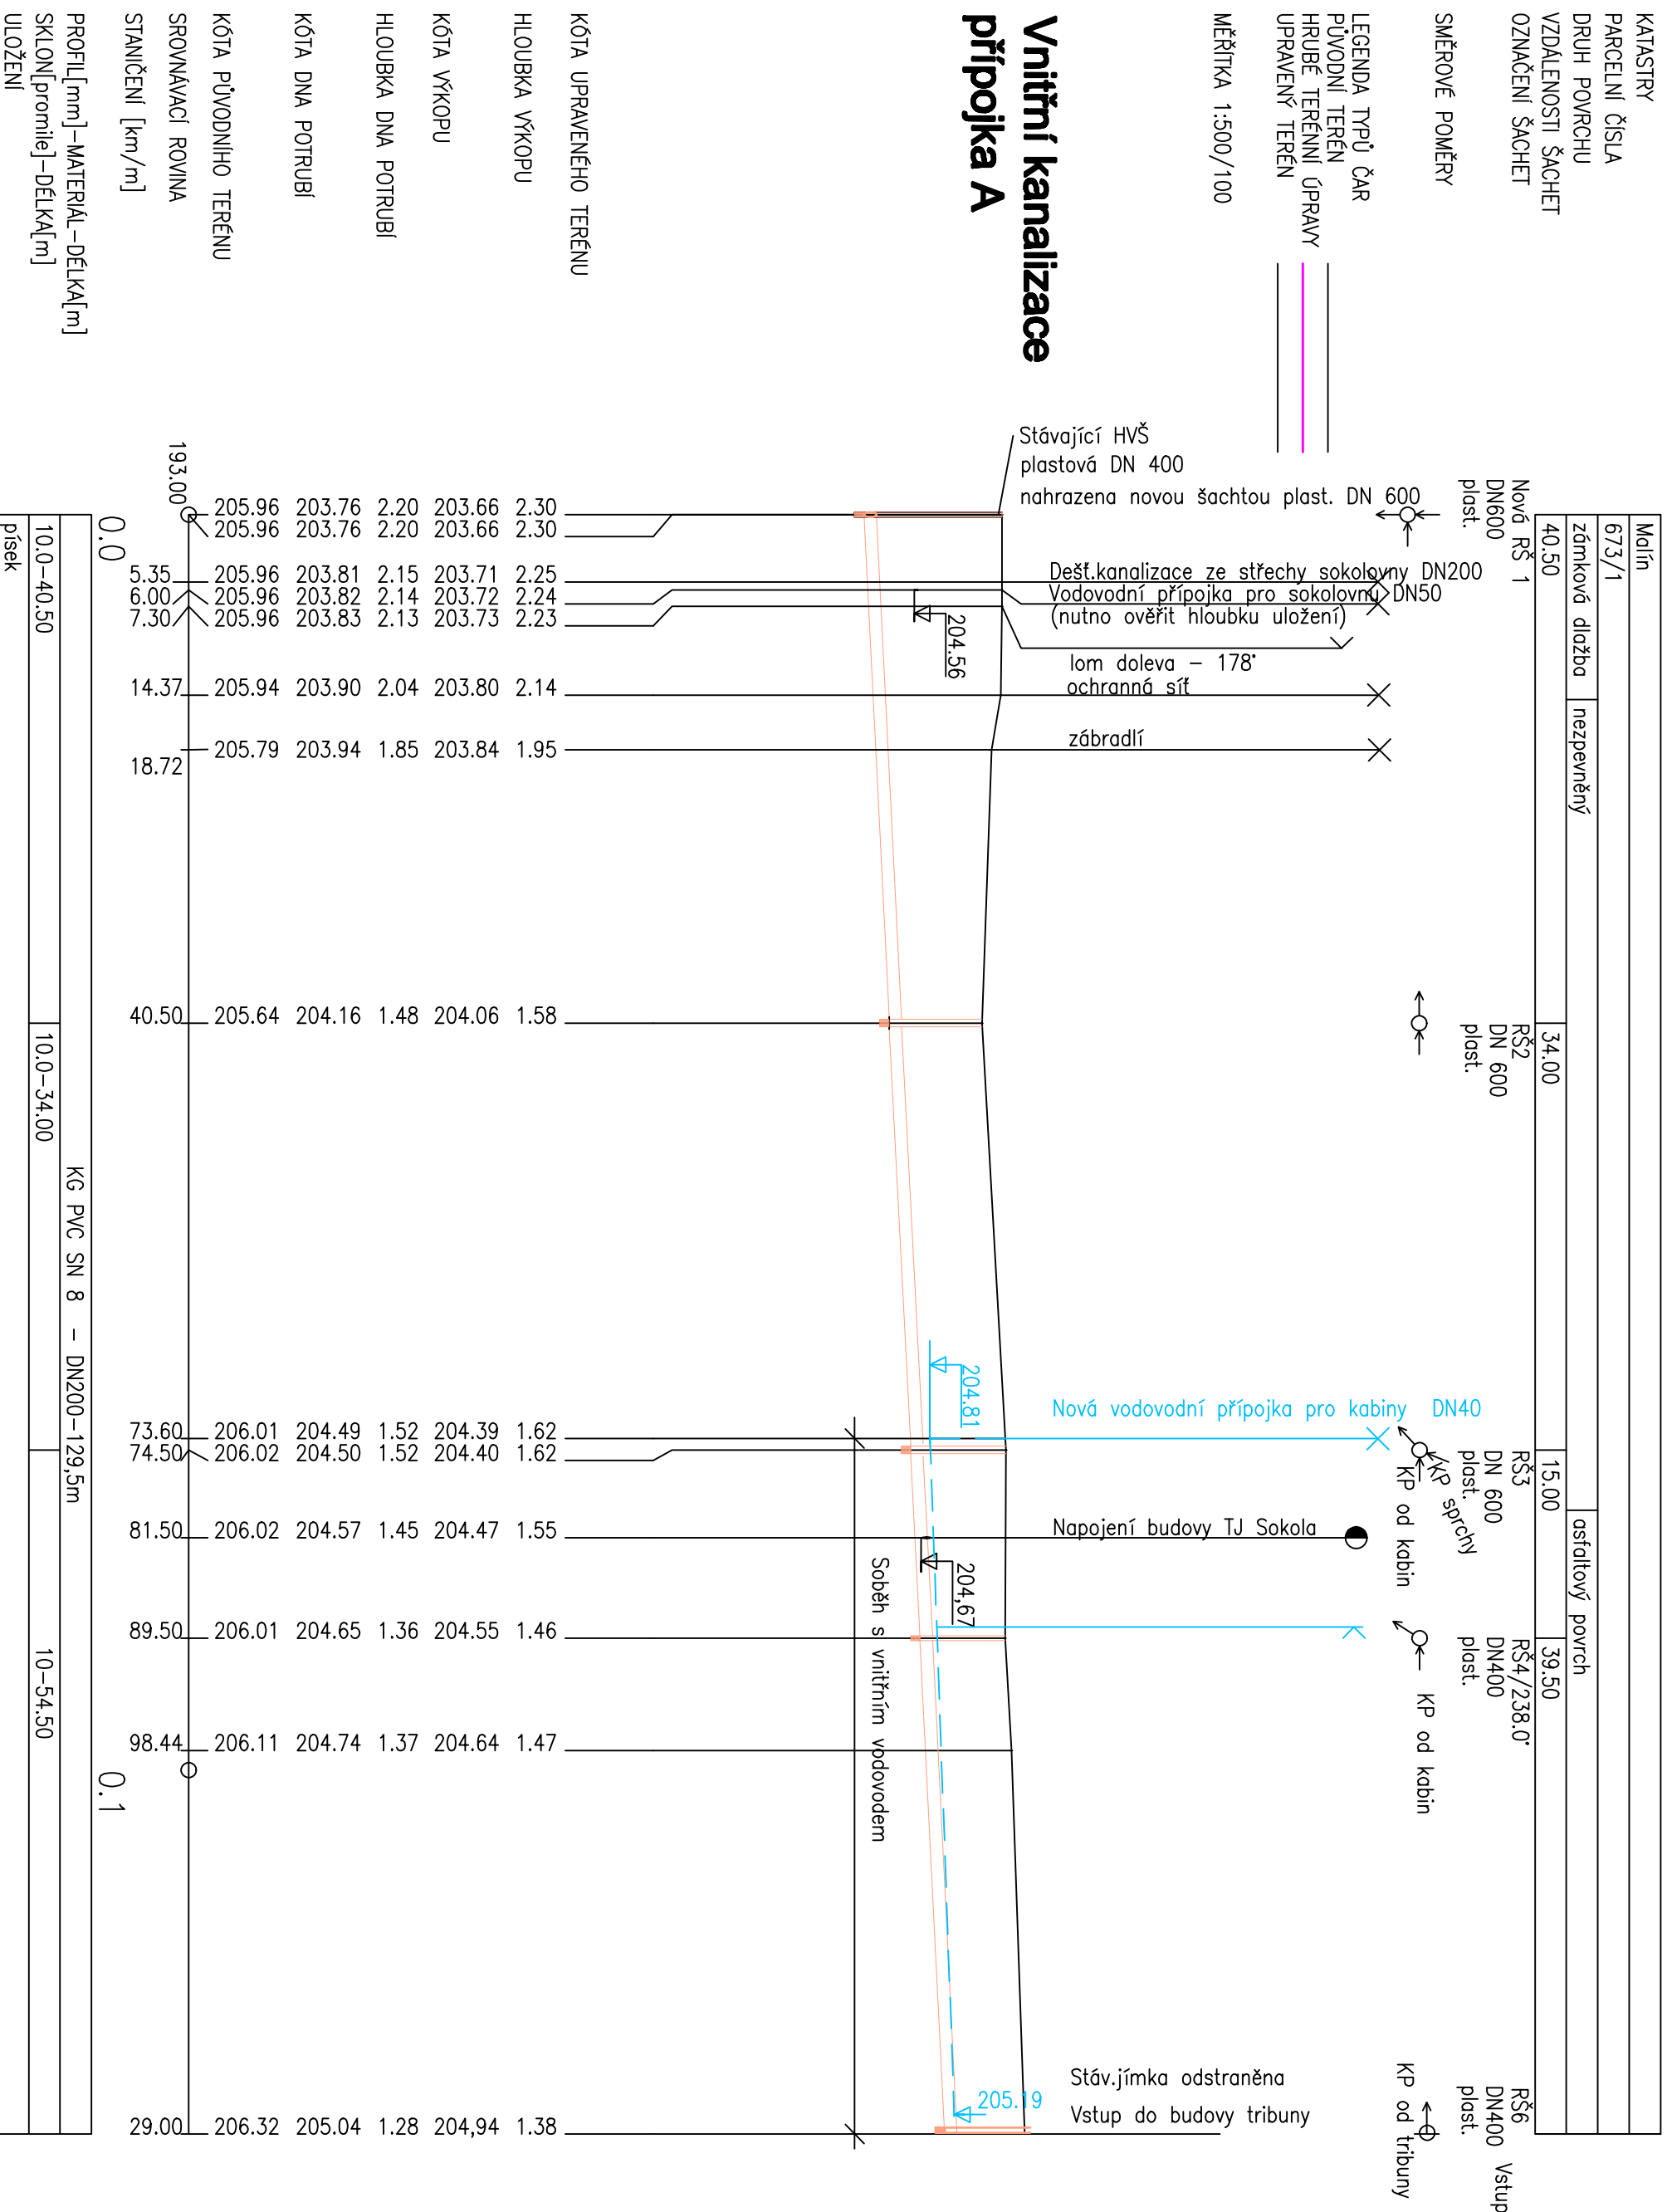 KATASTRY
PARCELNÍ ČÍSLA
DRUH POVRCHU
VZDÁLENOSTI ŠACHET
OZNAČENÍ ŠACHET
SMĚROVÉ POMĚRY
LEGENDA TYPŮ ČAR
PŮVODNÍ TERÉN
HRUBÉ TERÉNNÍ ÚPRAVY
UPRAVENÝ TERÉN
MĚŘÍTKA 1:500/100
Vnitřní kanalizace
přípojka A
KÓTA UPRAVENÉHO TERÉNU
HLOUBKA VÝKOPU
KÓTA VÝKOPU
HLOUBKA DNA POTRUBÍ
KÓTA DNA POTRUBÍ
KÓTA PŮVODNÍHO TERÉNU
SROVNÁVACÍ ROVINA
STANIČENÍ [km/m]
PROFIL[mm]-MATERIÁL-DÉLKA[m]
SKLON[promile]-DÉLKA[m]
ULOŽENÍ
Malín
673/1
zámková dlažba
nezpevněný
asfaltový povrch
40.50
34.00
15.00
39.50
Nová RŠ 1
DN600
plast.
RŠ2
DN 600
plast.
RŠ3
DN 600
plast.
KP sprchy
KP od kabin
RŠ4/238.0°
DN400
plast.
KP od kabin
RŠ6
DN400
plast.
Vstup
KP od tribuny
Stávající HVŠ
plastová DN 400
nahrazena novou šachtou plast. DN 600
Dešť.kanalizace ze střechy sokolovny DN200
Vodovodní přípojka pro sokolovny DN50
(nutno ověřit hloubku uložení)
204.56
lom doleva - 178°
ochranná síť
zábradlí
Nová vodovodní přípojka pro kabiny DN40
204.81
Napojení budovy TJ Sokola
204,67
Soběh s vnitřním vodovodem
Stáv.jímka odstraněna
205.19
Vstup do budovy tribuny
193.00
205.96 203.76 2.20 203.66 2.30
205.96 203.76 2.20 203.66 2.30
5.35 205.96 203.81 2.15 203.71 2.25
6.00 205.96 203.82 2.14 203.72 2.24
7.30 205.96 203.83 2.13 203.73 2.23
14.37 205.94 203.90 2.04 203.80 2.14
18.72 205.79 203.94 1.85 203.84 1.95
40.50 205.64 204.16 1.48 204.06 1.58
73.60 206.01 204.49 1.52 204.39 1.62
74.50 206.02 204.50 1.52 204.40 1.62
81.50 206.02 204.57 1.45 204.47 1.55
89.50 206.01 204.65 1.36 204.55 1.46
98.44 206.11 204.74 1.37 204.64 1.47
29.00 206.32 205.04 1.28 204,94 1.38
0.0
0.1
KG PVC SN 8 - DN200-129,5m
10.0-40.50
10.0-34.00
10-54.50
písek